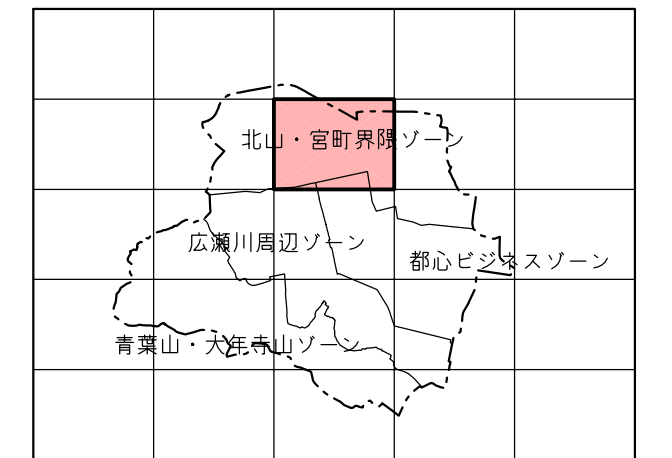 北山・宮町界隈ゾーン
広瀬川周辺ゾーン
都心ビジネスゾーン
青葉山・大年寺山ゾーン